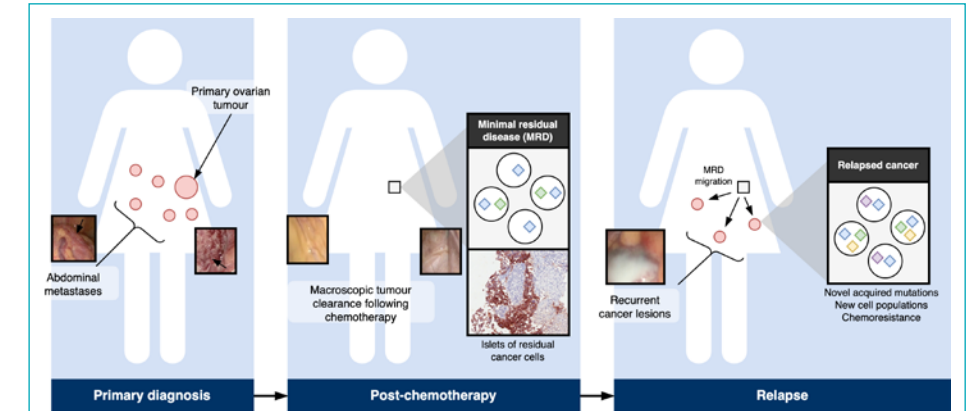 Primary ovarian
tumour
Abdominal
metastases
Primary diagnosis
Minimal residual
disease (MRD)
Macroscopic tumour
clearance following
chemotherapy
Islets of residual
cancer cells
Post-chemotherapy
MRD
migration
Relapsed cancer
Recurrent
cancer lesions
Novel acquired mutations
New cell populations
Chemoresistance
Relapse